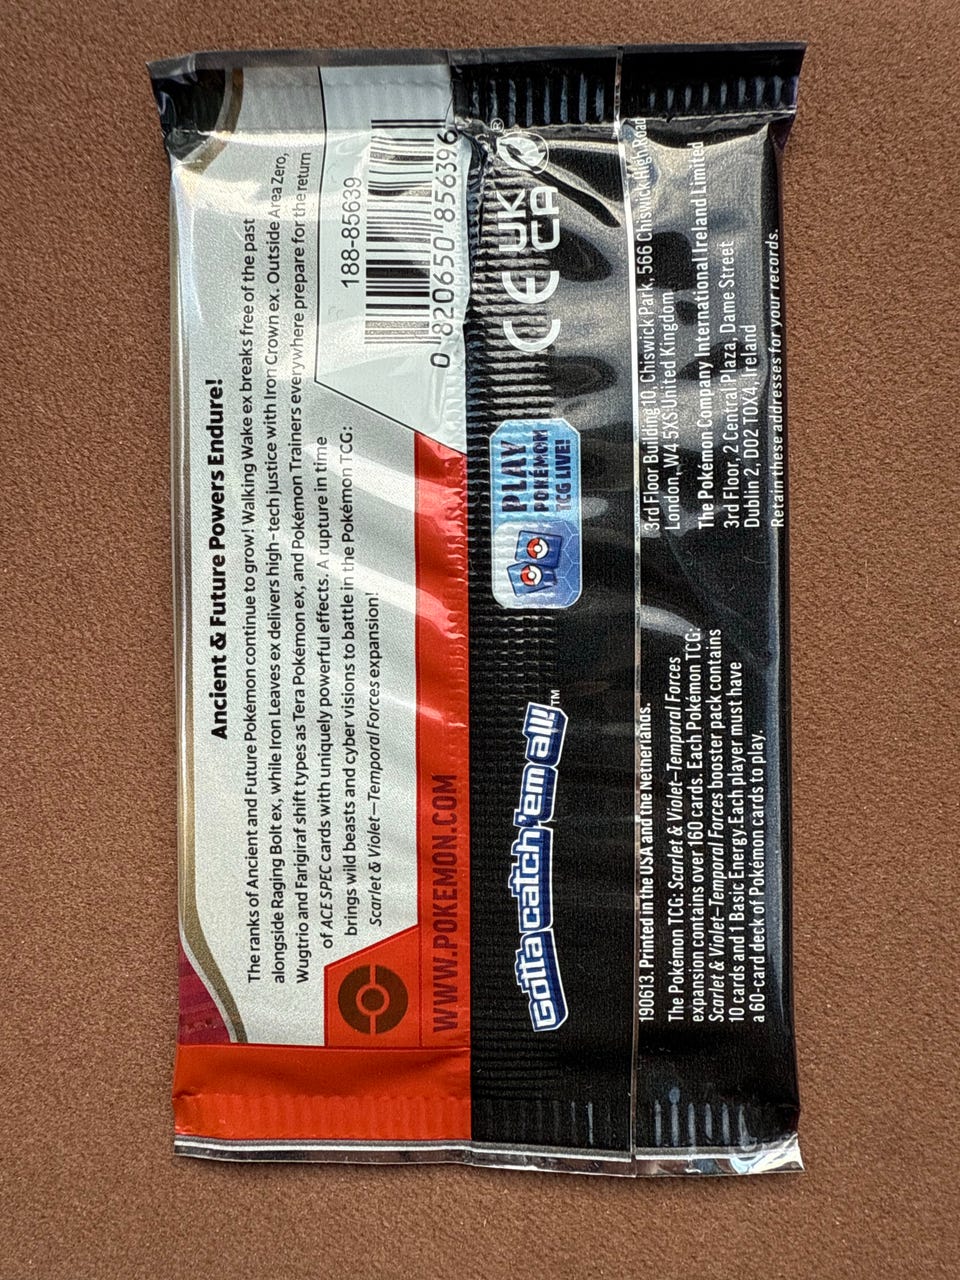 Ancient & Future Powers Endure!
The ranks of Ancient and Future Pokémon continue to grow! Walking Wake ex breaks free of the past
alongside Raging Bolt ex, while Iron Leaves ex delivers high-tech justice with Iron Crown ex. Outside Area Zero,
Wugtrio and Farigiraf shift types as Tera Pokémon ex, and Pokémon Trainers everywhere prepare for the return
of ACE SPEC cards with uniquely powerful effects. A rupture in time
brings wild beasts and cyber visions to battle in the Pokémon TCG:
Scarlet & Violet—Temporal Forces expansion!
188-85639
0 820650 856396
WWW.POKEMON.COM
Gotta catch 'em all!™
PLAY
POKÉMON
TCG LIVE!
CE UK
CA
®
190613. Printed in the USA and the Netherlands.
The Pokémon TCG: Scarlet & Violet—Temporal Forces
expansion contains over 160 cards. Each Pokémon TCG:
Scarlet & Violet—Temporal Forces booster pack contains
10 cards and 1 Basic Energy. Each player must have
a 60-card deck of Pokémon cards to play.
3rd Floor Building 10, Chiswick Park, 566 Chiswick High Road
London, W4 5XS United Kingdom
The Pokémon Company International Ireland Limited
3rd Floor, 2 Central Plaza, Dame Street
Dublin 2, D02 T0X4, Ireland
Retain these addresses for your records.